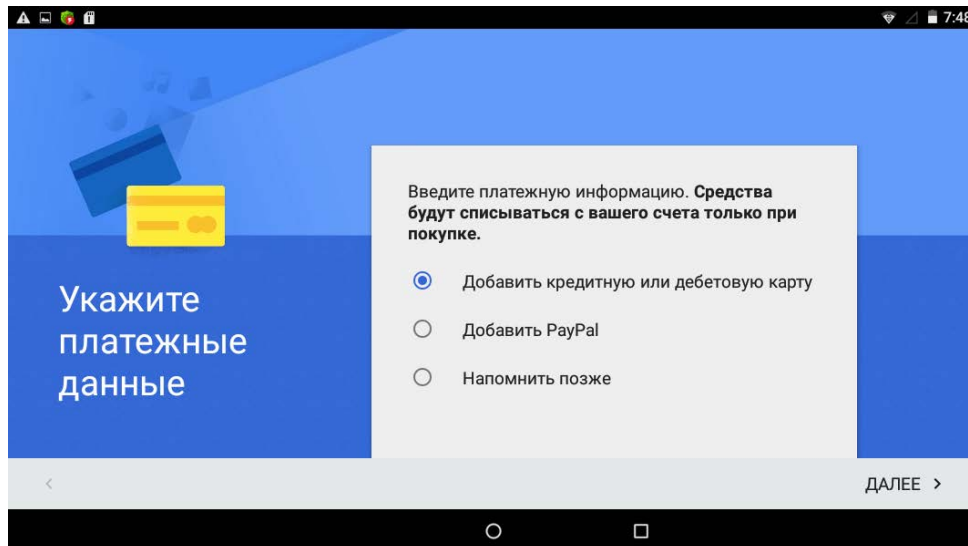 7:48
Укажите
платежные
данные
Введите платежную информацию. Средства
будут списываться с вашего счета только при
покупке.
Добавить кредитную или дебетовую карту
Добавить PayPal
Напомнить позже
ДАЛЕЕ